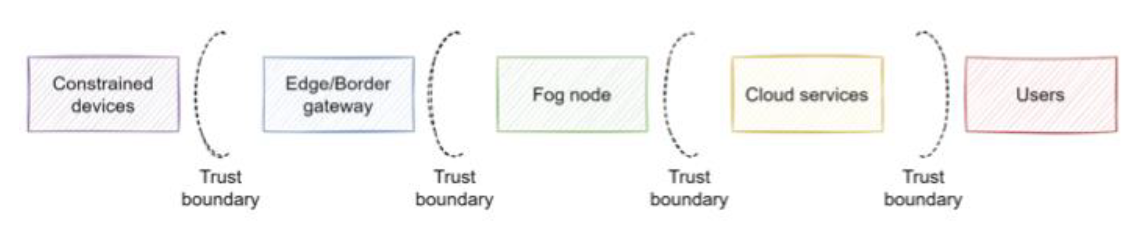 Constrained
devices
Edge/Border
gateway
Fog node
Cloud services
Users
Trust
boundary
Trust
boundary
Trust
boundary
Trust
boundary